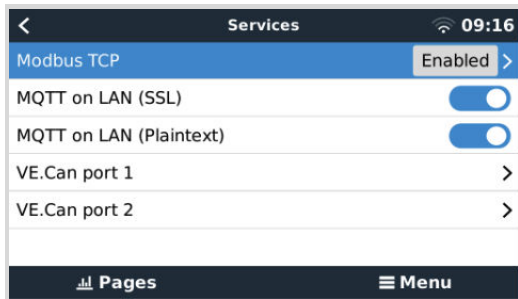 Services 09:16
Modbus TCP Enabled
MQTT on LAN (SSL)
MQTT on LAN (Plaintext)
VE.Can port 1
VE.Can port 2
Pages Menu